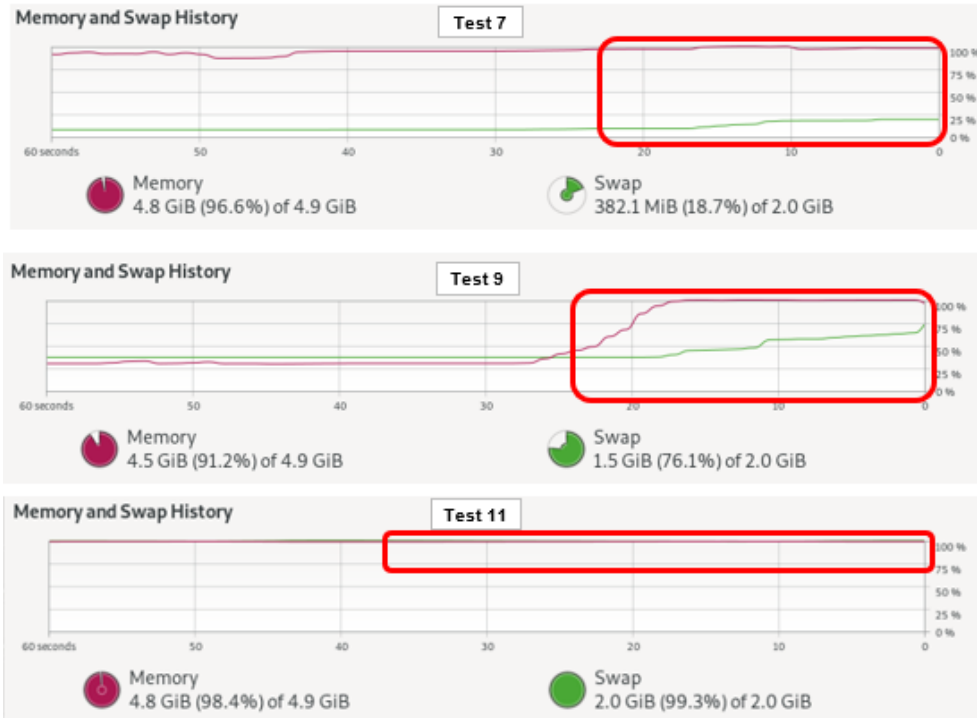 Memory and Swap History
Test 7
100 %
75 %
50 %
25 %
0 %
60 seconds 50 40 30 20 10 0
Memory
4.8 GiB (96.6%) of 4.9 GiB
Swap
382.1 MiB (18.7%) of 2.0 GiB
Memory and Swap History
Test 9
100 %
75 %
50 %
25 %
0 %
60 seconds 50 40 30 20 10 0
Memory
4.5 GiB (91.2%) of 4.9 GiB
Swap
1.5 GiB (76.1%) of 2.0 GiB
Memory and Swap History
Test 11
100 %
75 %
50 %
25 %
0 %
60 seconds 50 40 30 20 10 0
Memory
4.8 GiB (98.4%) of 4.9 GiB
Swap
2.0 GiB (99.3%) of 2.0 GiB